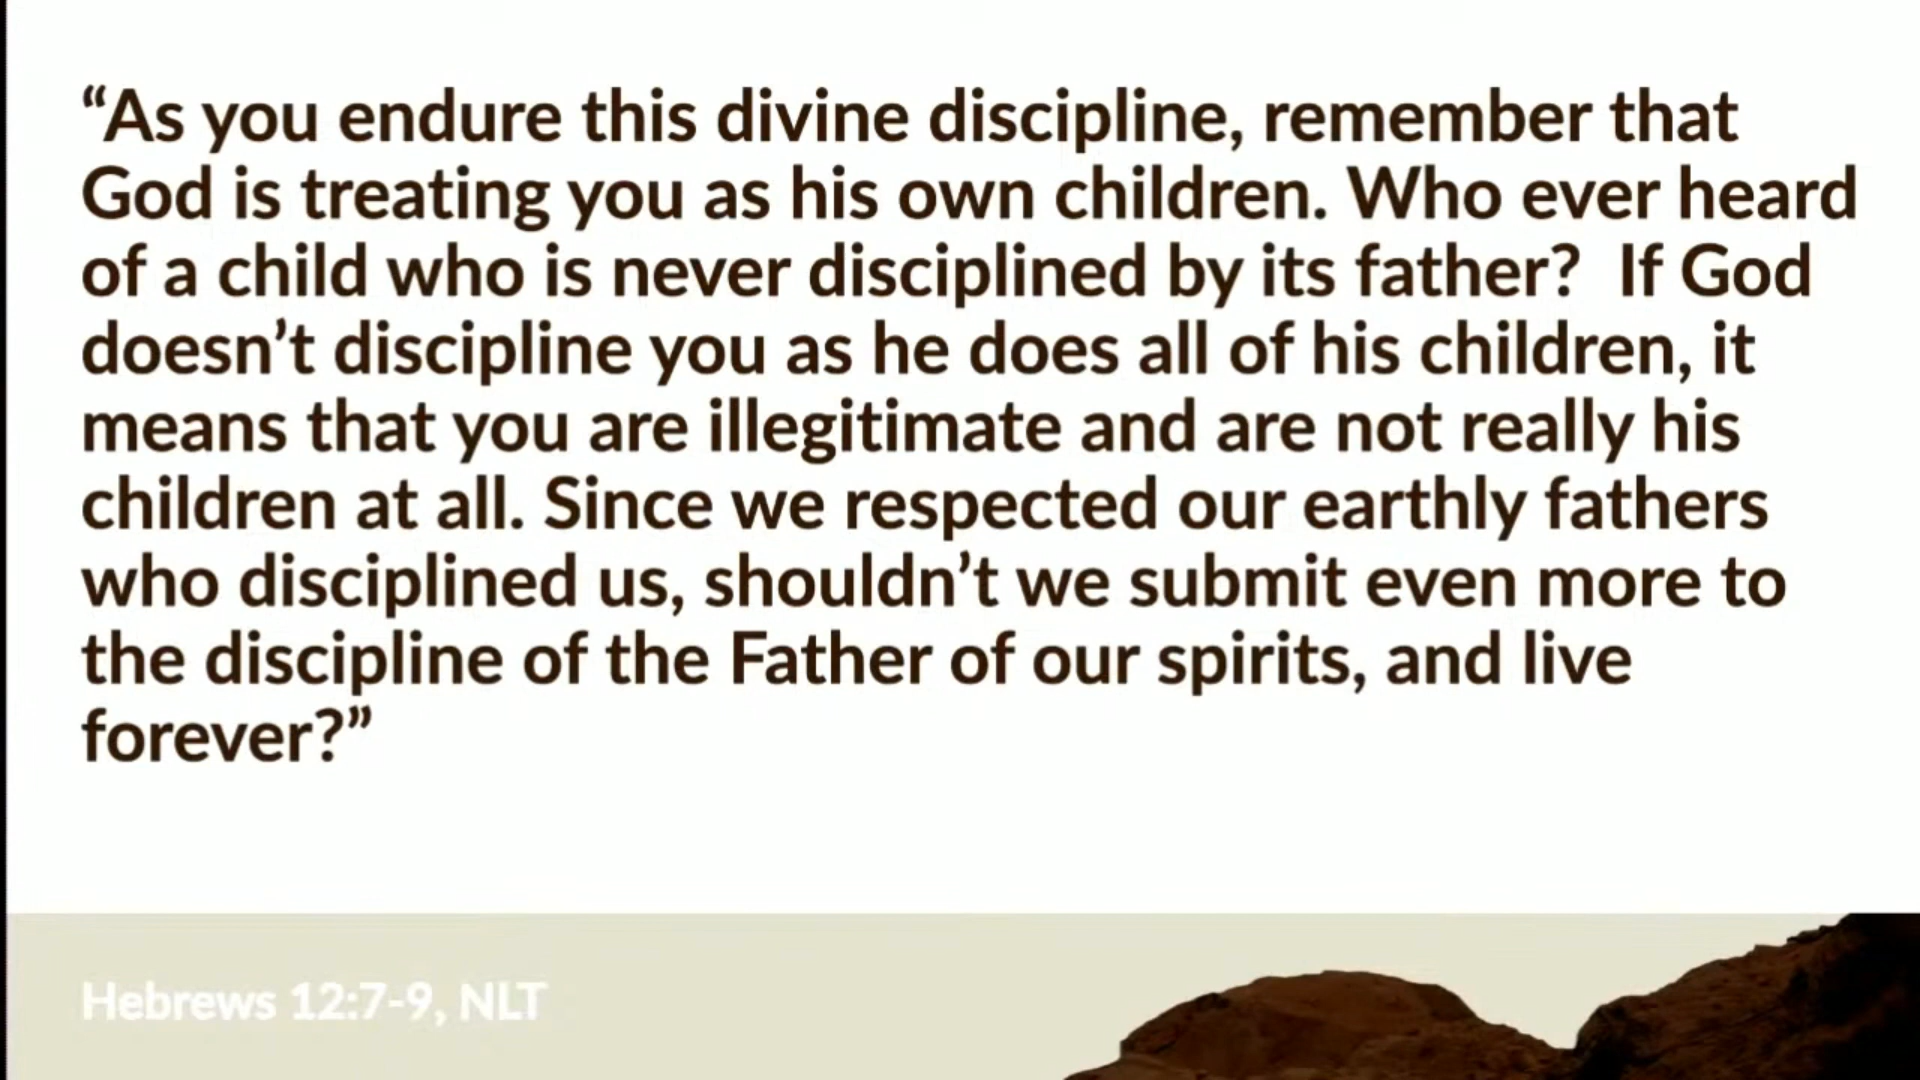 “As you endure this divine discipline, remember that
God is treating you as his own children. Who ever heard
of a child who is never disciplined by its father?  If God
doesn’t discipline you as he does all of his children, it
means that you are illegitimate and are not really his
children at all. Since we respected our earthly fathers
who disciplined us, shouldn’t we submit even more to
the discipline of the Father of our spirits, and live
forever?”
Hebrews 12:7-9, NLT